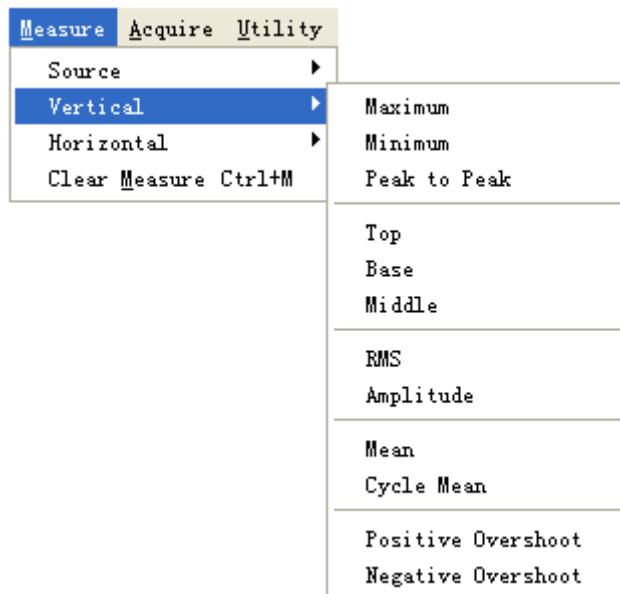 Measure Acquire Utility
Source
Vertical
Horizontal
Clear Measure Ctrl+M
Maximum
Minimum
Peak to Peak
Top
Base
Middle
RMS
Amplitude
Mean
Cycle Mean
Positive Overshoot
Negative Overshoot